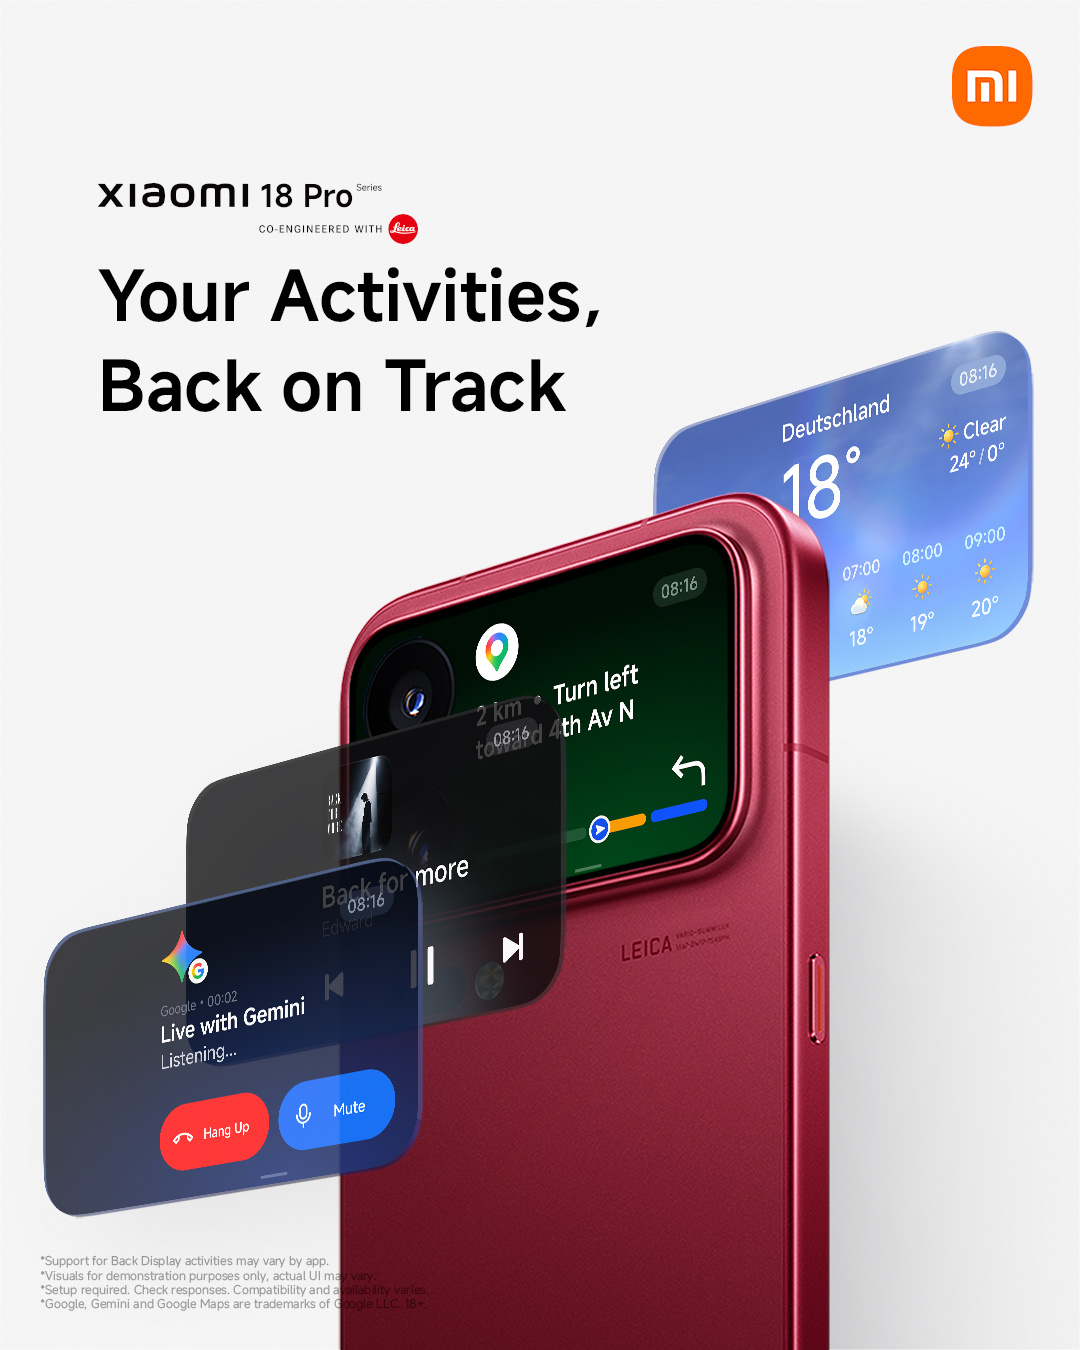 mi
xiaomi 18 Pro Series
CO-ENGINEERED WITH Leica
Your Activities,
Back on Track
08:16
Deutschland
18°
Clear
24° / 0°
07:00 08:00 09:00
18° 19° 20°
08:16
2 km • Turn left
toward 4th Av N
08:16
Back for more
Edward
LEICA
08:16
G
Google • 00:02
Live with Gemini
Listening...
Hang Up
Mute
*Support for Back Display activities may vary by app.
*Visuals for demonstration purposes only, actual UI may vary.
*Setup required. Check responses. Compatibility and availability varies.
*Google, Gemini and Google Maps are trademarks of Google LLC. 18+.